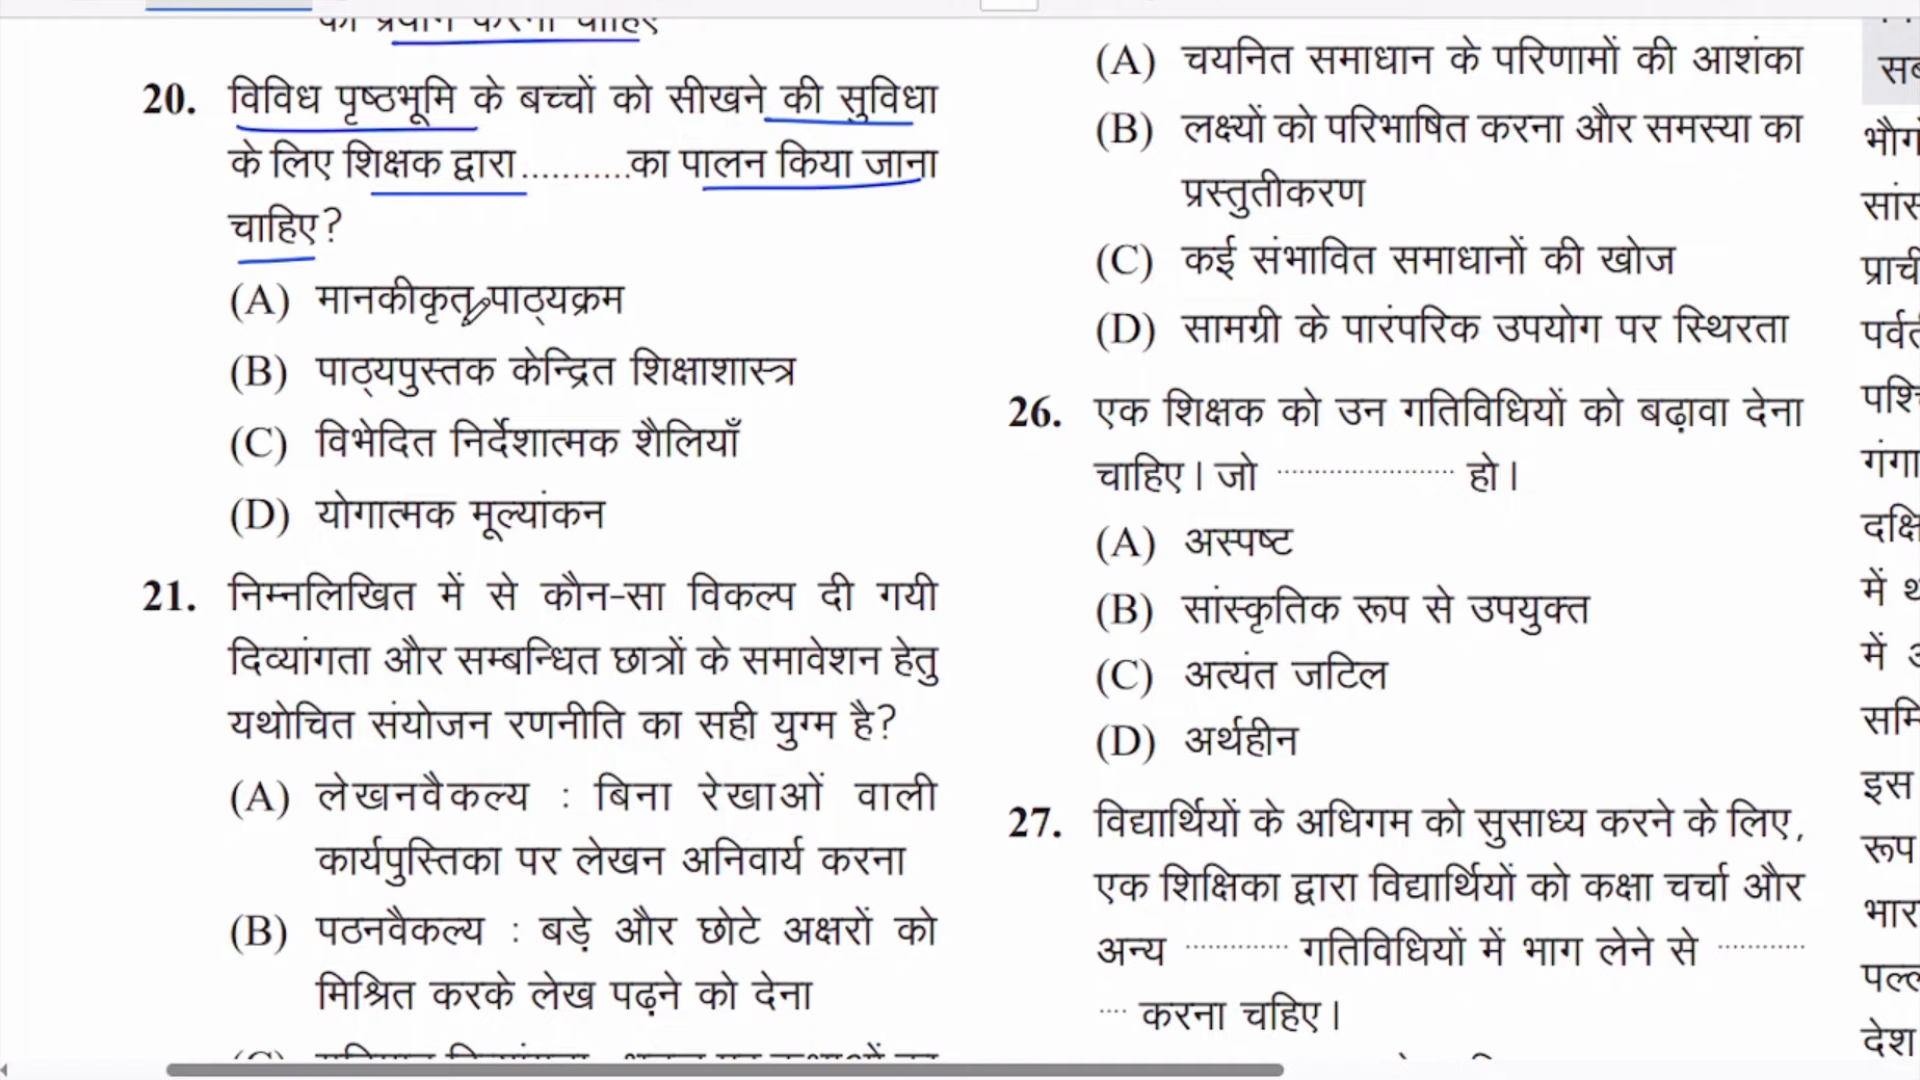 का प्रयोग करना चाहिए
20. विविध पृष्ठभूमि के बच्चों को सीखने की सुविधा
के लिए शिक्षक द्वारा...........का पालन किया जाना
चाहिए?
(A) मानकीकृत पाठ्यक्रम
(B) पाठ्यपुस्तक केन्द्रित शिक्षाशास्त्र
(C) विभेदित निर्देशात्मक शैलियाँ
(D) योगात्मक मूल्यांकन
21. निम्नलिखित में से कौन-सा विकल्प दी गयी
दिव्यांगता और सम्बन्धित छात्रों के समावेशन हेतु
यथोचित संयोजन रणनीति का सही युग्म है?
(A) लेखनवैकल्य : बिना रेखाओं वाली
कार्यपुस्तिका पर लेखन अनिवार्य करना
(B) पठनवैकल्य : बड़े और छोटे अक्षरों को
मिश्रित करके लेख पढ़ने को देना
(A) चयनित समाधान के परिणामों की आशंका
(B) लक्ष्यों को परिभाषित करना और समस्या का
प्रस्तुतीकरण
(C) कई संभावित समाधानों की खोज
(D) सामग्री के पारंपरिक उपयोग पर स्थिरता
26. एक शिक्षक को उन गतिविधियों को बढ़ावा देना
चाहिए। जो ........................ हो।
(A) अस्पष्ट
(B) सांस्कृतिक रूप से उपयुक्त
(C) अत्यंत जटिल
(D) अर्थहीन
27. विद्यार्थियों के अधिगम को सुसाध्य करने के लिए,
एक शिक्षिका द्वारा विद्यार्थियों को कक्षा चर्चा और
अन्य .............. गतिविधियों में भाग लेने से ............
.... करना चहिए।
में
में
इस
रूप
देश